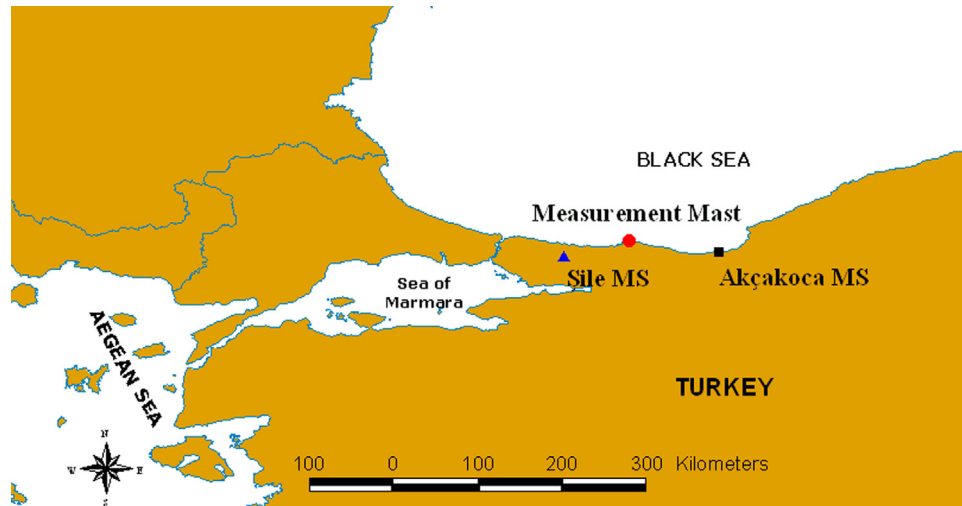 BLACK SEA
Measurement Mast
Sile MS
Akçakoca MS
Sea of
Marmara
AEGEAN SEA
TURKEY
N
W E
S
100 0 100 200 300 Kilometers